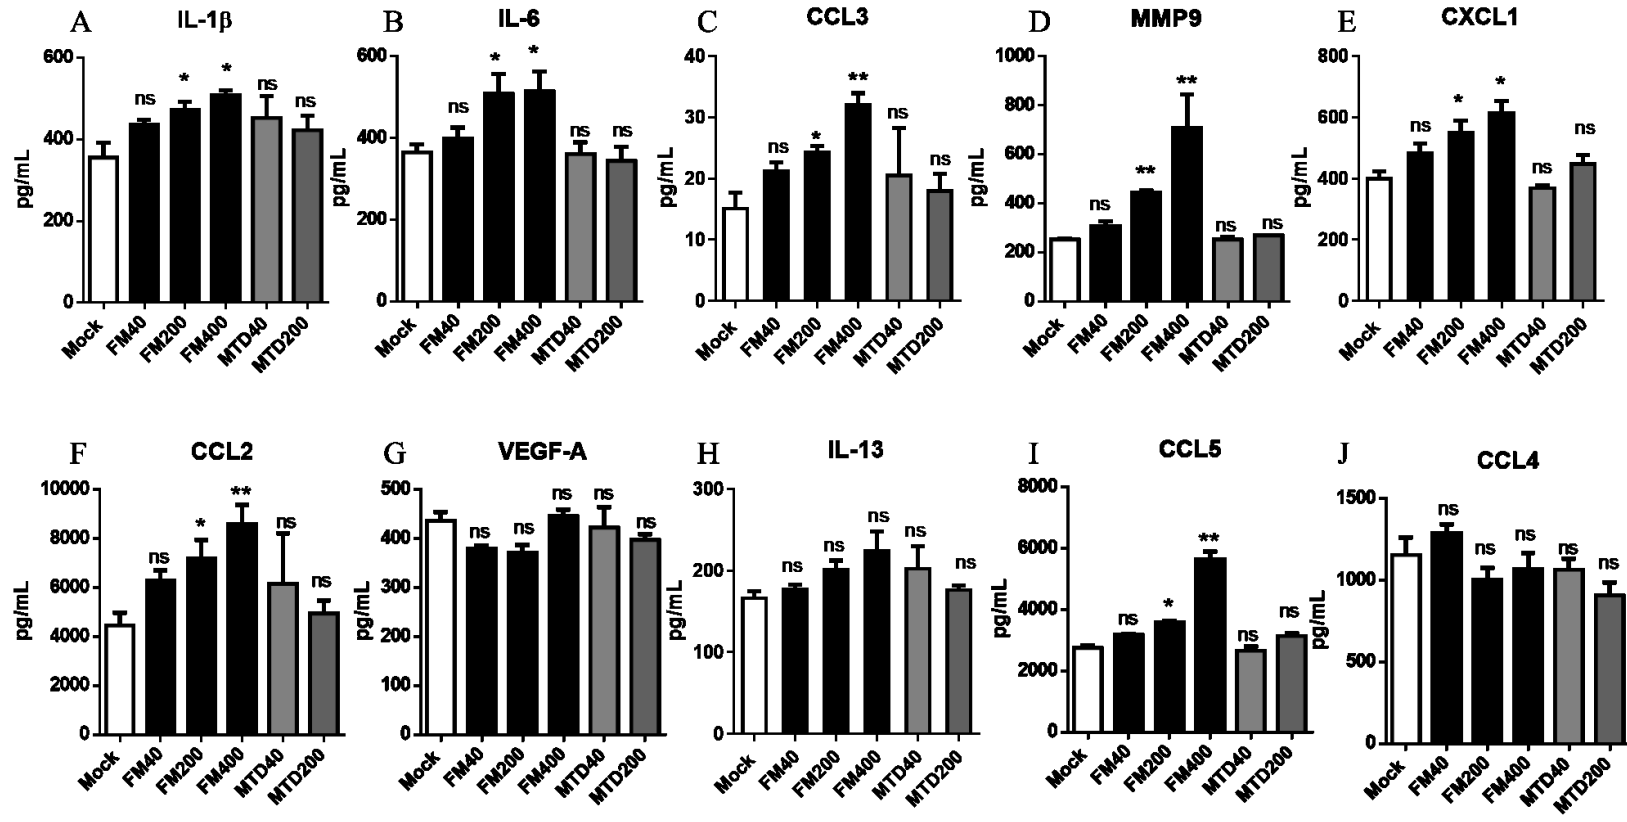 A IL-1β
600
400
200
0
pg/mL
ns
*
*
ns
ns
Mock
FM40
FM200
FM400
MTD40
MTD200
B IL-6
600
400
200
0
pg/mL
ns
*
*
ns
ns
Mock
FM40
FM200
FM400
MTD40
MTD200
C CCL3
40
30
20
10
0
pg/mL
ns
*
**
ns
ns
Mock
FM40
FM200
FM400
MTD40
MTD200
D MMP9
1000
800
600
400
200
0
pg/mL
ns
**
**
ns
ns
Mock
FM40
FM200
FM400
MTD40
MTD200
E CXCL1
800
600
400
200
0
pg/mL
ns
*
*
ns
ns
Mock
FM40
FM200
FM400
MTD40
MTD200
F CCL2
10000
8000
6000
4000
2000
0
pg/mL
ns
*
**
ns
ns
Mock
FM40
FM200
FM400
MTD40
MTD200
G VEGF-A
500
400
300
200
100
0
pg/mL
ns
ns
ns
ns
ns
Mock
FM40
FM200
FM400
MTD40
MTD200
H IL-13
300
200
100
0
pg/mL
ns
ns
ns
ns
ns
Mock
FM40
FM200
FM400
MTD40
MTD200
I CCL5
8000
6000
4000
2000
0
pg/mL
ns
*
**
ns
ns
Mock
FM40
FM200
FM400
MTD40
MTD200
J CCL4
1500
1000
500
0
pg/mL
ns
ns
ns
ns
ns
Mock
FM40
FM200
FM400
MTD40
MTD200